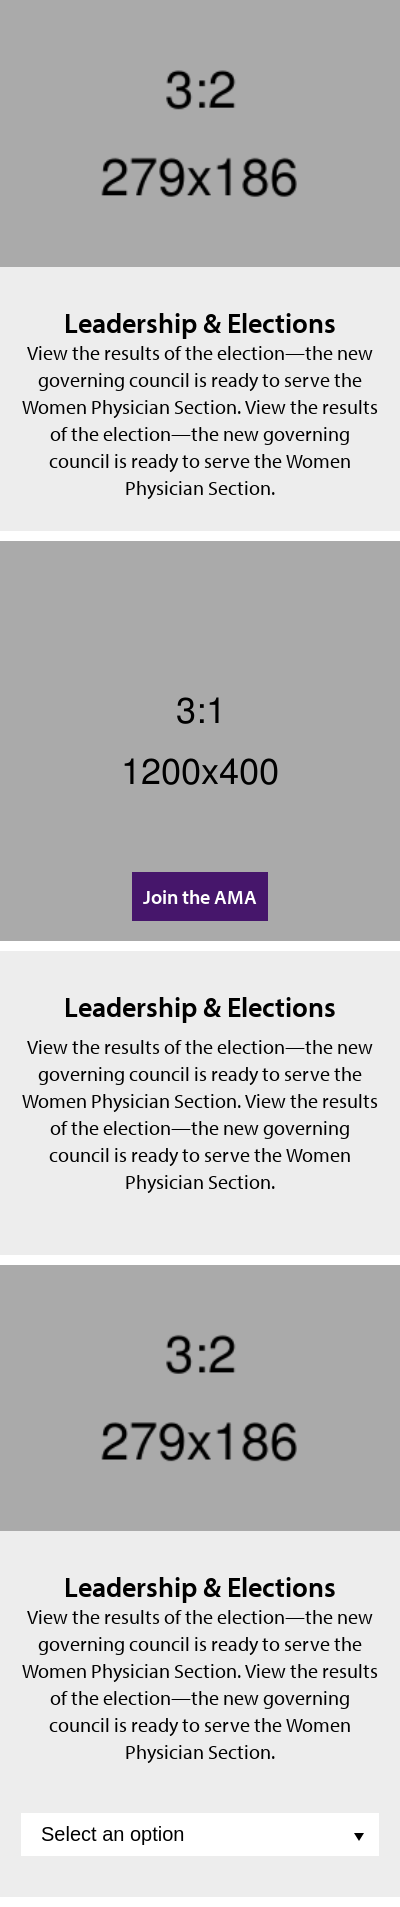 3:2
279x186
Leadership & Elections
View the results of the election—the new
governing council is ready to serve the
Women Physician Section. View the results
of the election—the new governing
council is ready to serve the Women
Physician Section.
3:1
1200x400
Join the AMA
Leadership & Elections
View the results of the election—the new
governing council is ready to serve the
Women Physician Section. View the results
of the election—the new governing
council is ready to serve the Women
Physician Section.
3:2
279x186
Leadership & Elections
View the results of the election—the new
governing council is ready to serve the
Women Physician Section. View the results
of the election—the new governing
council is ready to serve the Women
Physician Section.
Select an option